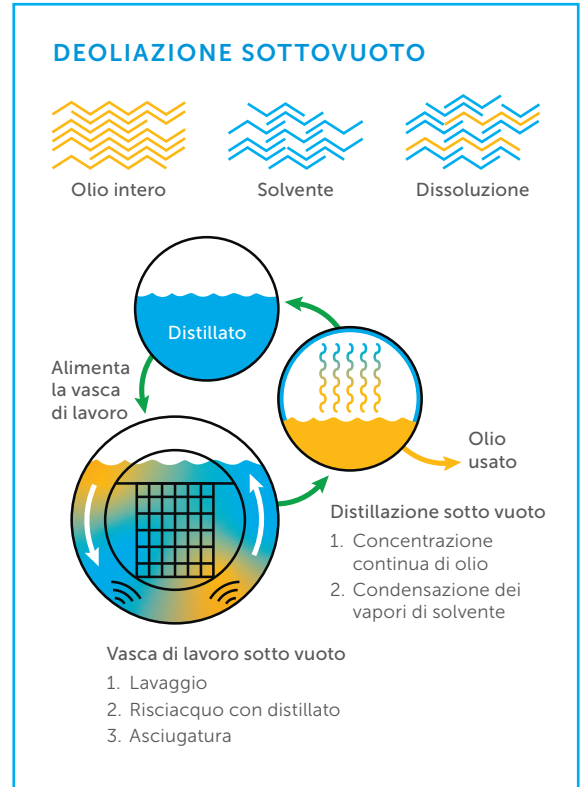 DEOLIAZIONE SOTTOVUOTO
Olio intero
Solvente
Dissoluzione
Distillato
Alimenta
la vasca
di lavoro
Olio
usato
Distillazione sotto vuoto
1. Concentrazione
continua di olio
2. Condensazione dei
vapori di solvente
Vasca di lavoro sotto vuoto
1. Lavaggio
2. Risciacquo con distillato
3. Asciugatura